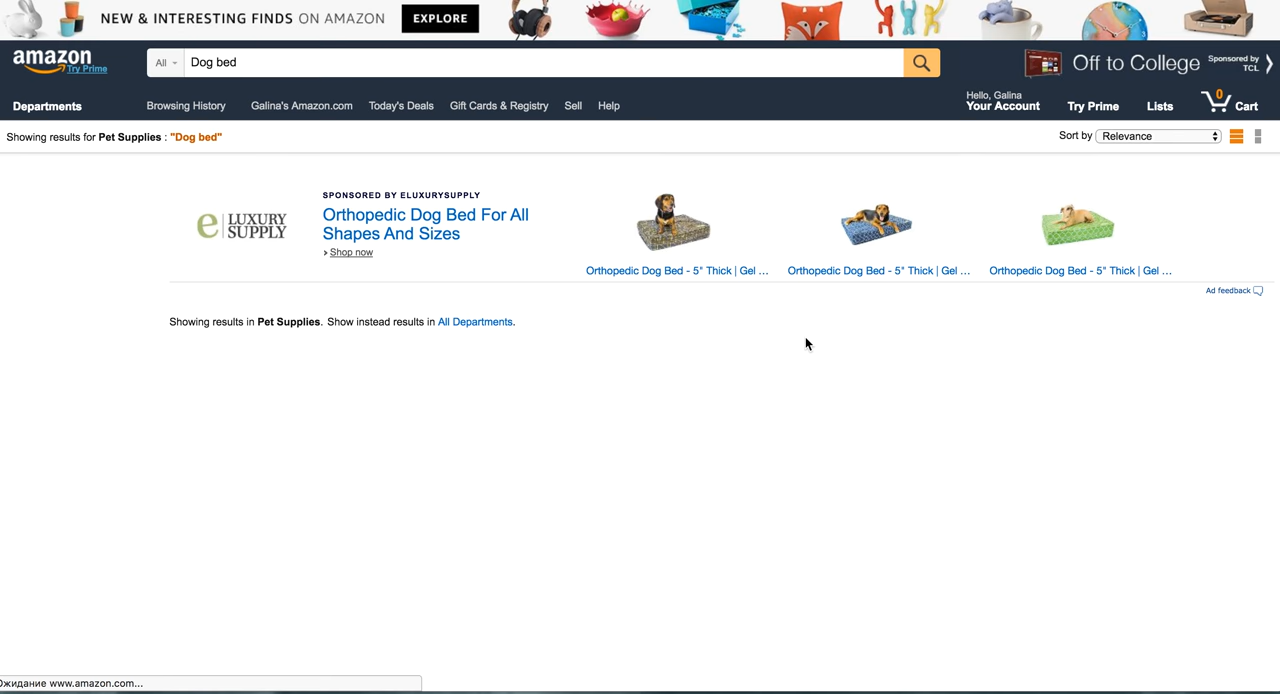 NEW & INTERESTING FINDS ON AMAZON EXPLORE
amazon
Try Prime
All
Dog bed
Off to College
Sponsored by
TCL
Departments
Browsing History
Galina's Amazon.com
Today's Deals
Gift Cards & Registry
Sell
Help
Hello, Galina
Your Account
Try Prime
Lists
0
Cart
Showing results for Pet Supplies : "Dog bed"
Sort by Relevance
e LUXURY
SUPPLY
SPONSORED BY ELUXURYSUPPLY
Orthopedic Dog Bed For All
Shapes And Sizes
› Shop now
Orthopedic Dog Bed - 5" Thick | Gel ...
Orthopedic Dog Bed - 5" Thick | Gel ...
Orthopedic Dog Bed - 5" Thick | Gel ...
Ad feedback
Showing results in Pet Supplies. Show instead results in All Departments.
Ожидание www.amazon.com...